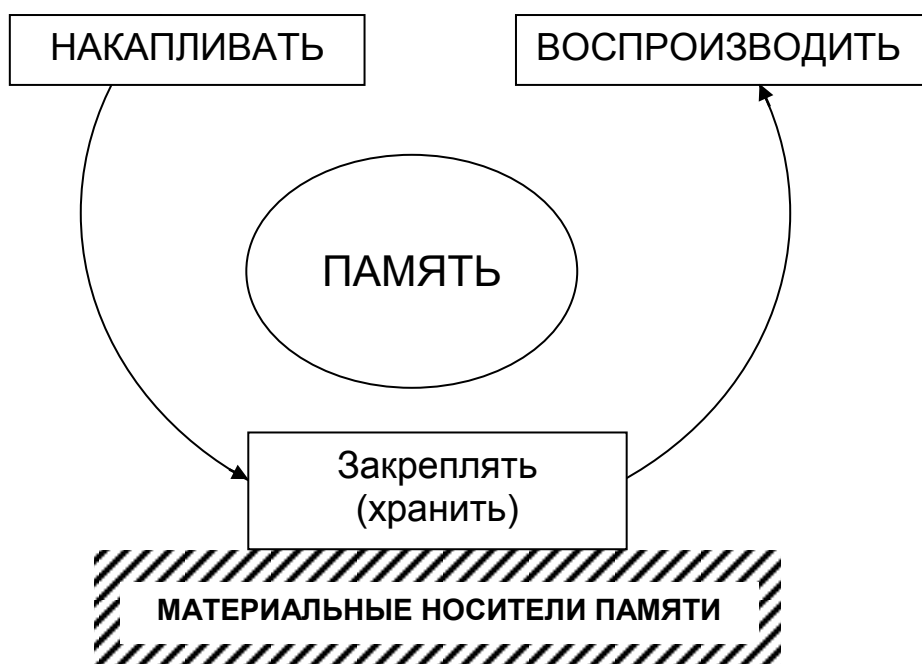 НАКАПЛИВАТЬ
ВОСПРОИЗВОДИТЬ
ПАМЯТЬ
Закреплять
(хранить)
МАТЕРИАЛЬНЫЕ НОСИТЕЛИ ПАМЯТИ